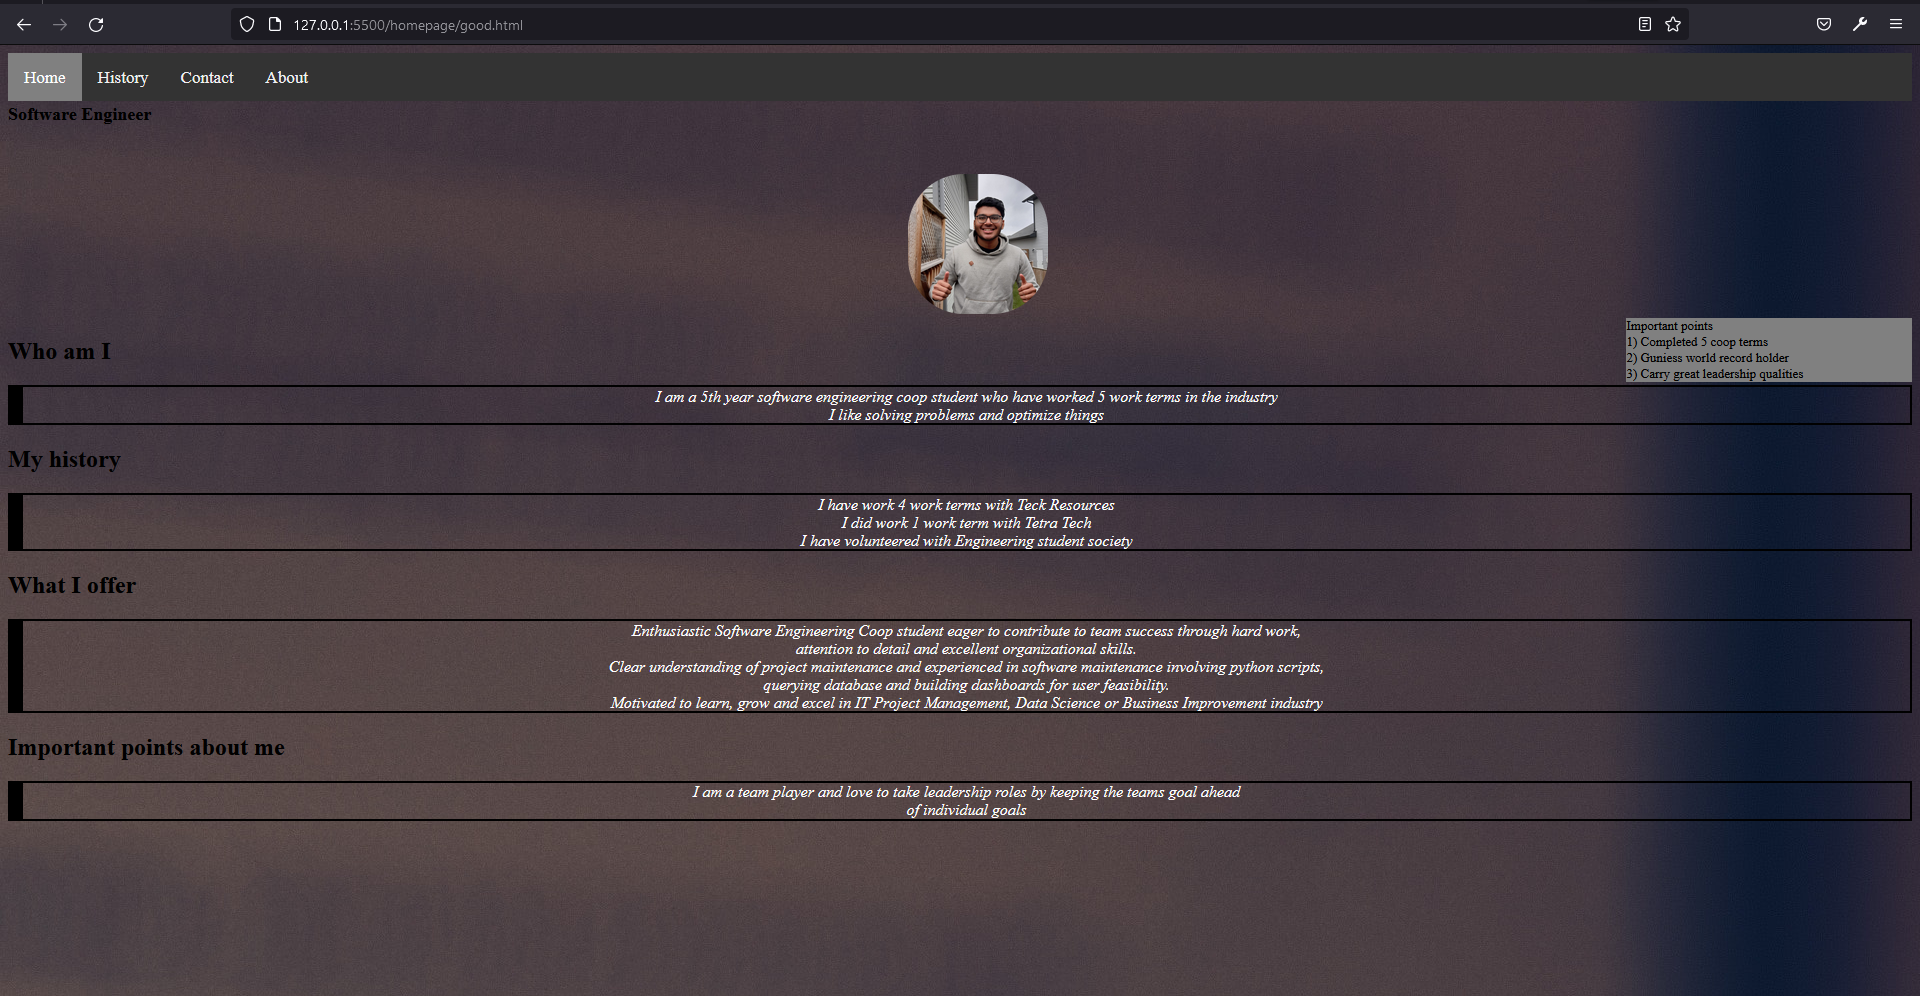 127.0.0.1:5500/homepage/good.html
Home History Contact About
Software Engineer
Important points
1) Completed 5 coop terms
2) Guniess world record holder
3) Carry great leadership qualities
Who am I
I am a 5th year software engineering coop student who have worked 5 work terms in the industry
I like solving problems and optimize things
My history
I have work 4 work terms with Teck Resources
I did work 1 work term with Tetra Tech
I have volunteered with Engineering student society
What I offer
Enthusiastic Software Engineering Coop student eager to contribute to team success through hard work,
attention to detail and excellent organizational skills.
Clear understanding of project maintenance and experienced in software maintenance involving python scripts,
querying database and building dashboards for user feasibility.
Motivated to learn, grow and excel in IT Project Management, Data Science or Business Improvement industry
Important points about me
I am a team player and love to take leadership roles by keeping the teams goal ahead
of individual goals